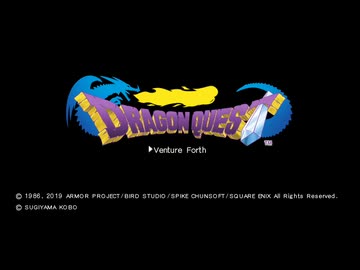 DRAGON QUEST
TM
Venture Forth
© 1986, 2019 ARMOR PROJECT/BIRD STUDIO/SPIKE CHUNSOFT/SQUARE ENIX All Rights Reserved.
© SUGIYAMA KOBO